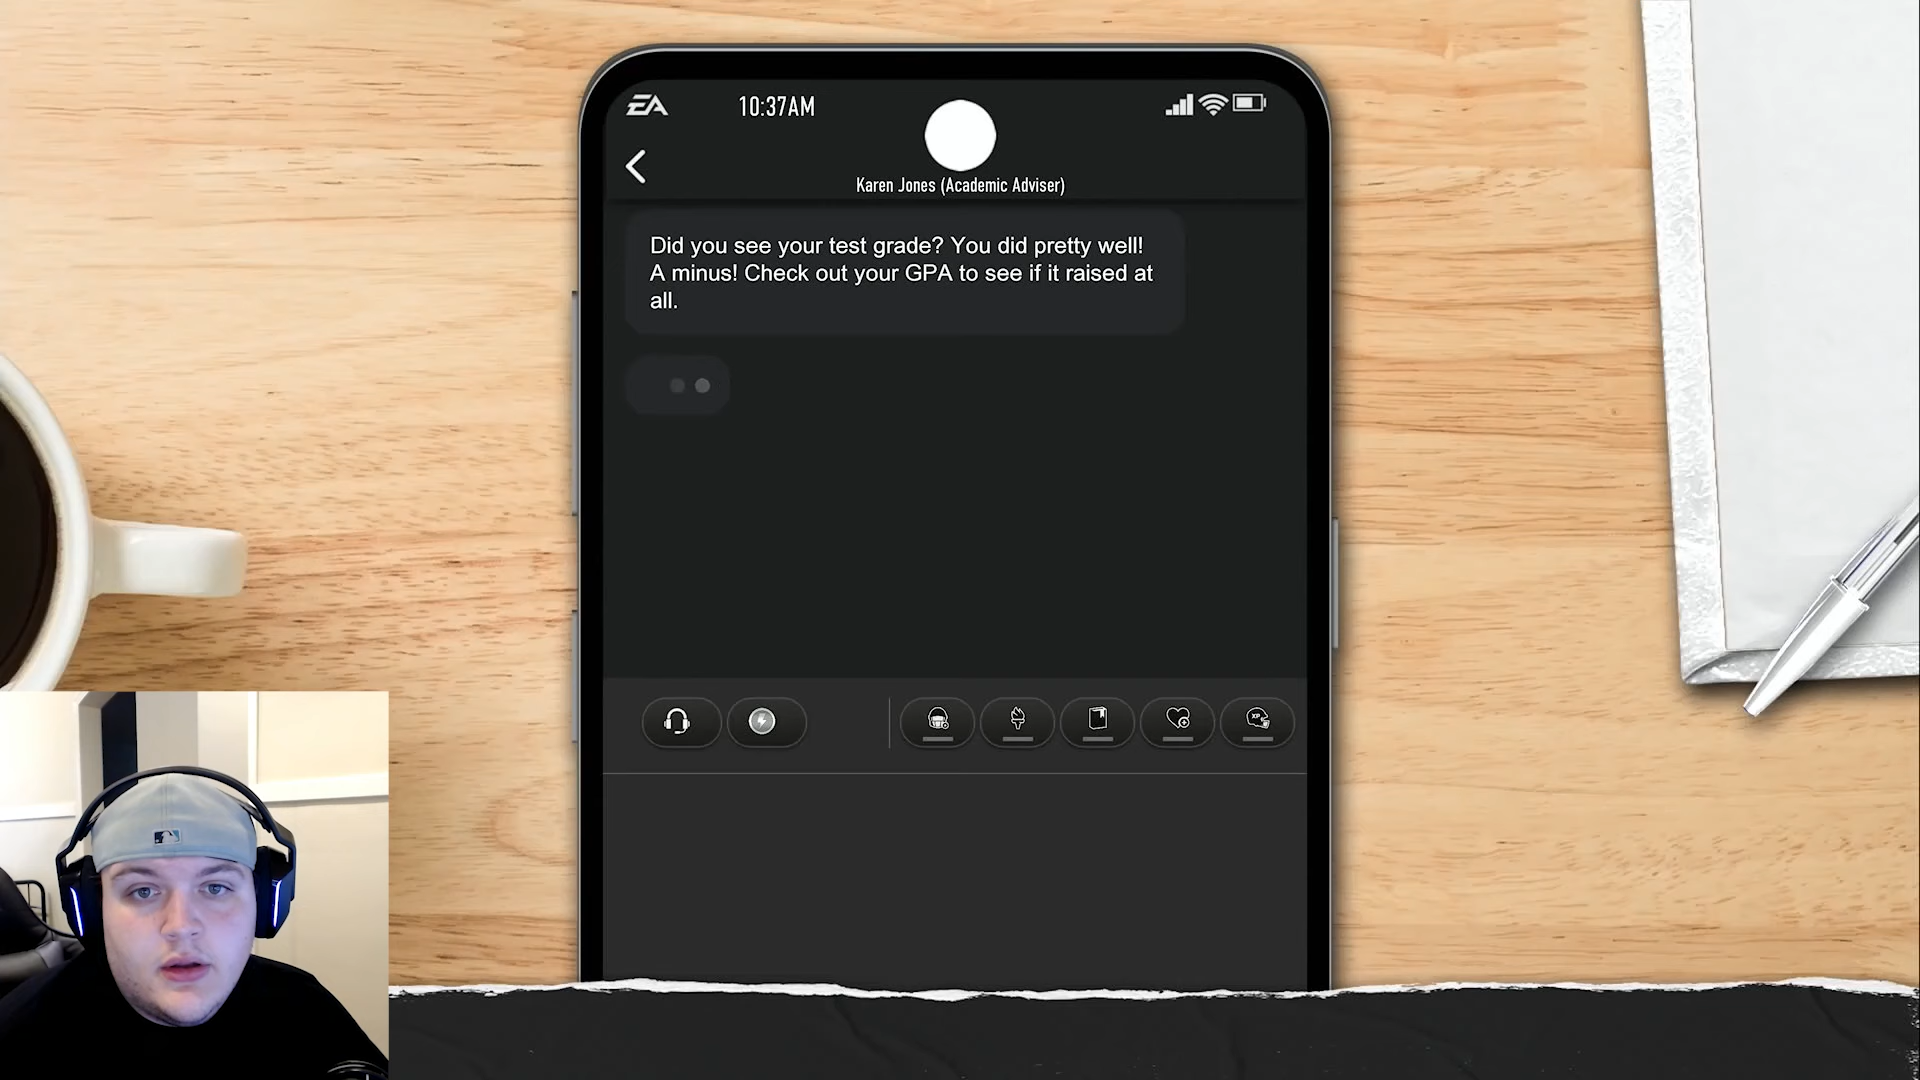 EA
10:37AM
Karen Jones (Academic Adviser)
Did you see your test grade? You did pretty well!
A minus! Check out your GPA to see if it raised at
all.
XP